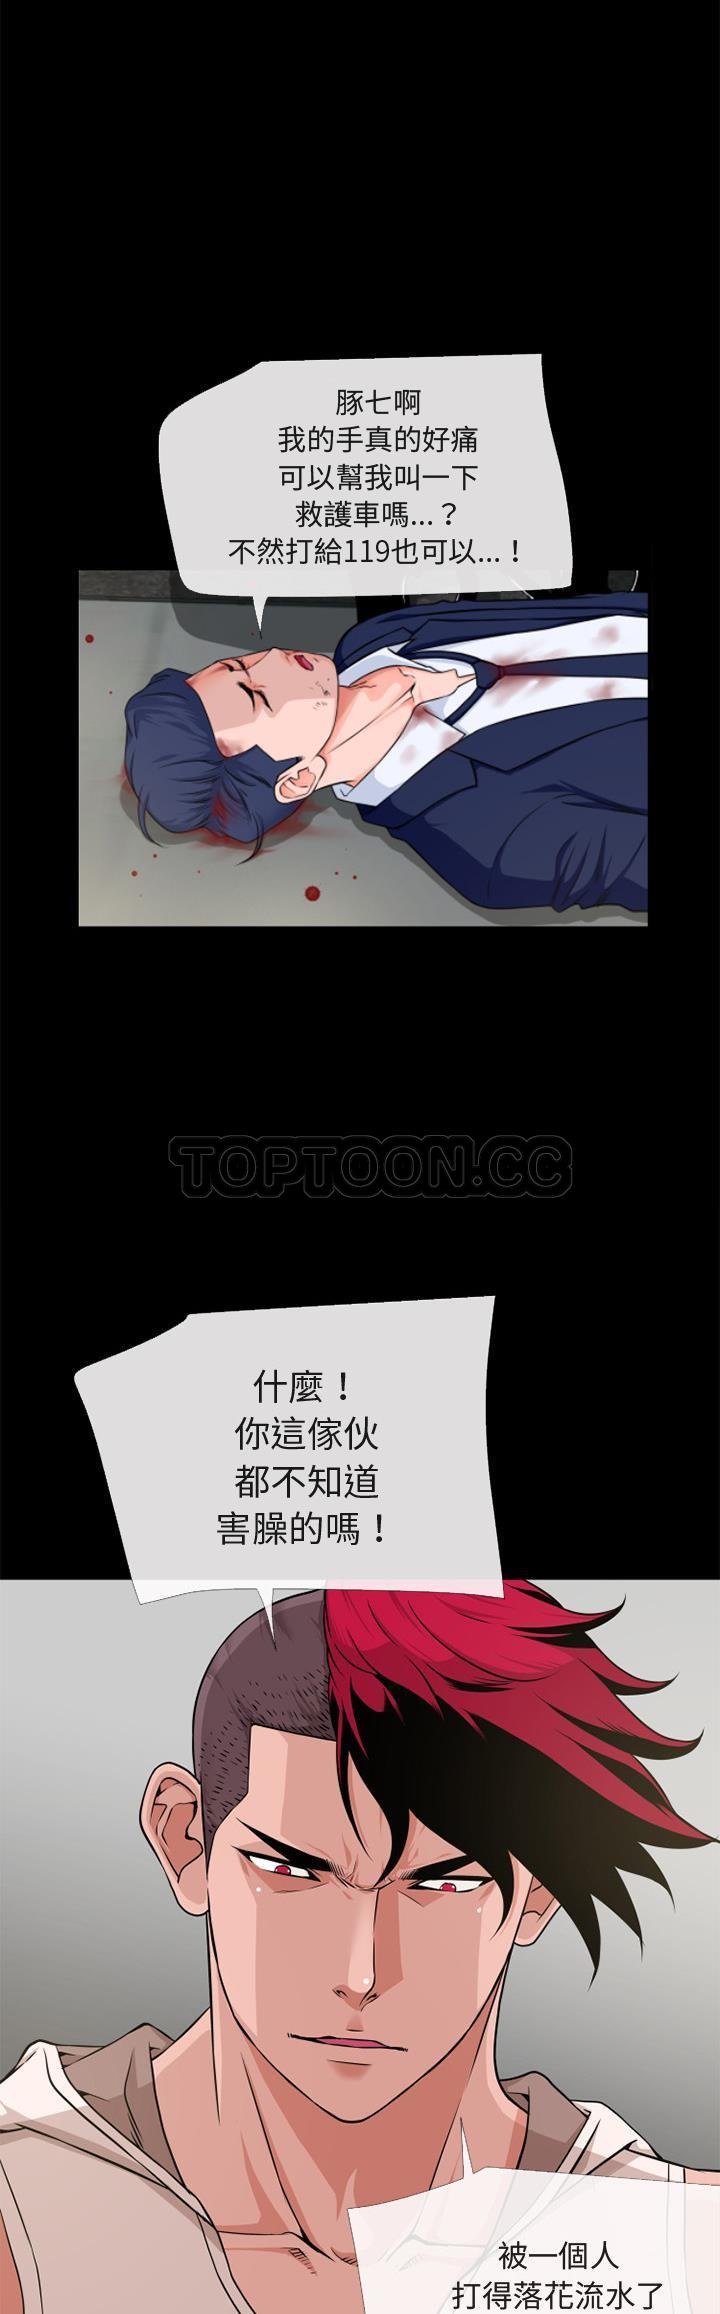 豚七啊
我的手真的好痛
可以幫我叫一下
救護車嗎...？
不然打給119也可以...！
TOPTOON.CC
什麼！
你這傢伙
都不知道
害臊的嗎！
被一個人
打得落花流水了